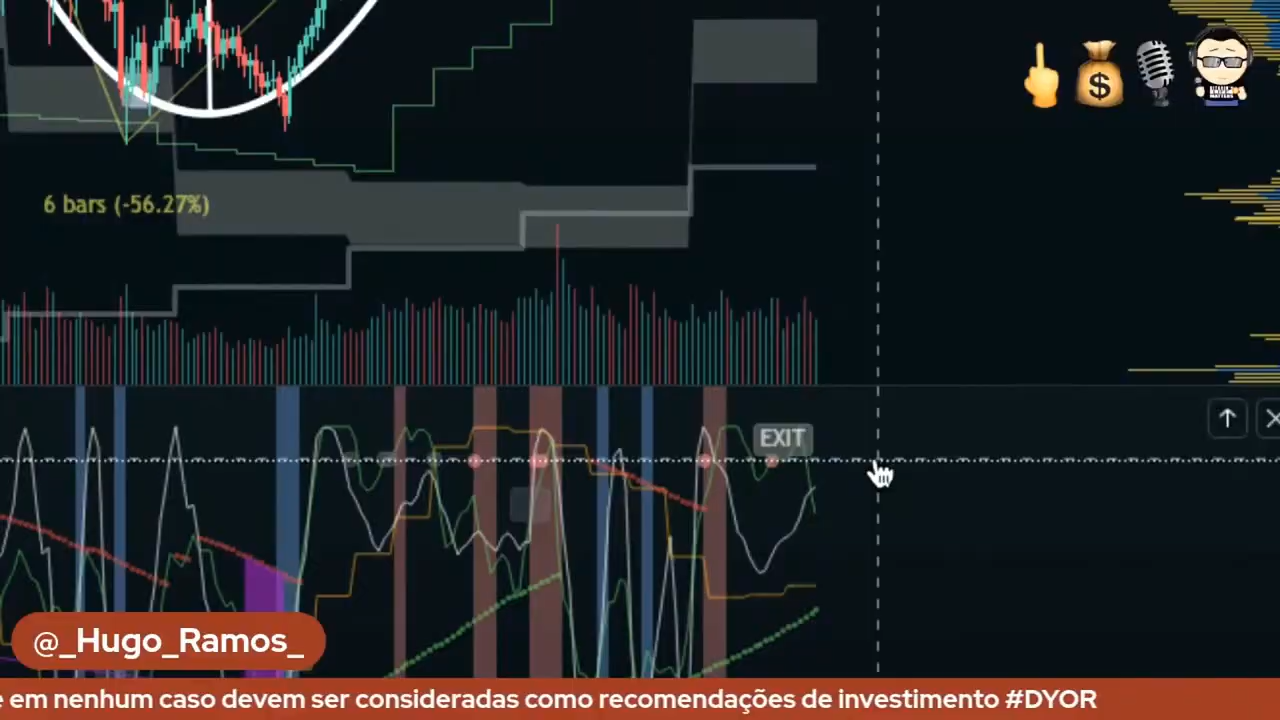 6 bars (-56.27%)
EXIT
@_Hugo_Ramos_
em nenhum caso devem ser consideradas como recomendações de investimento #DYOR